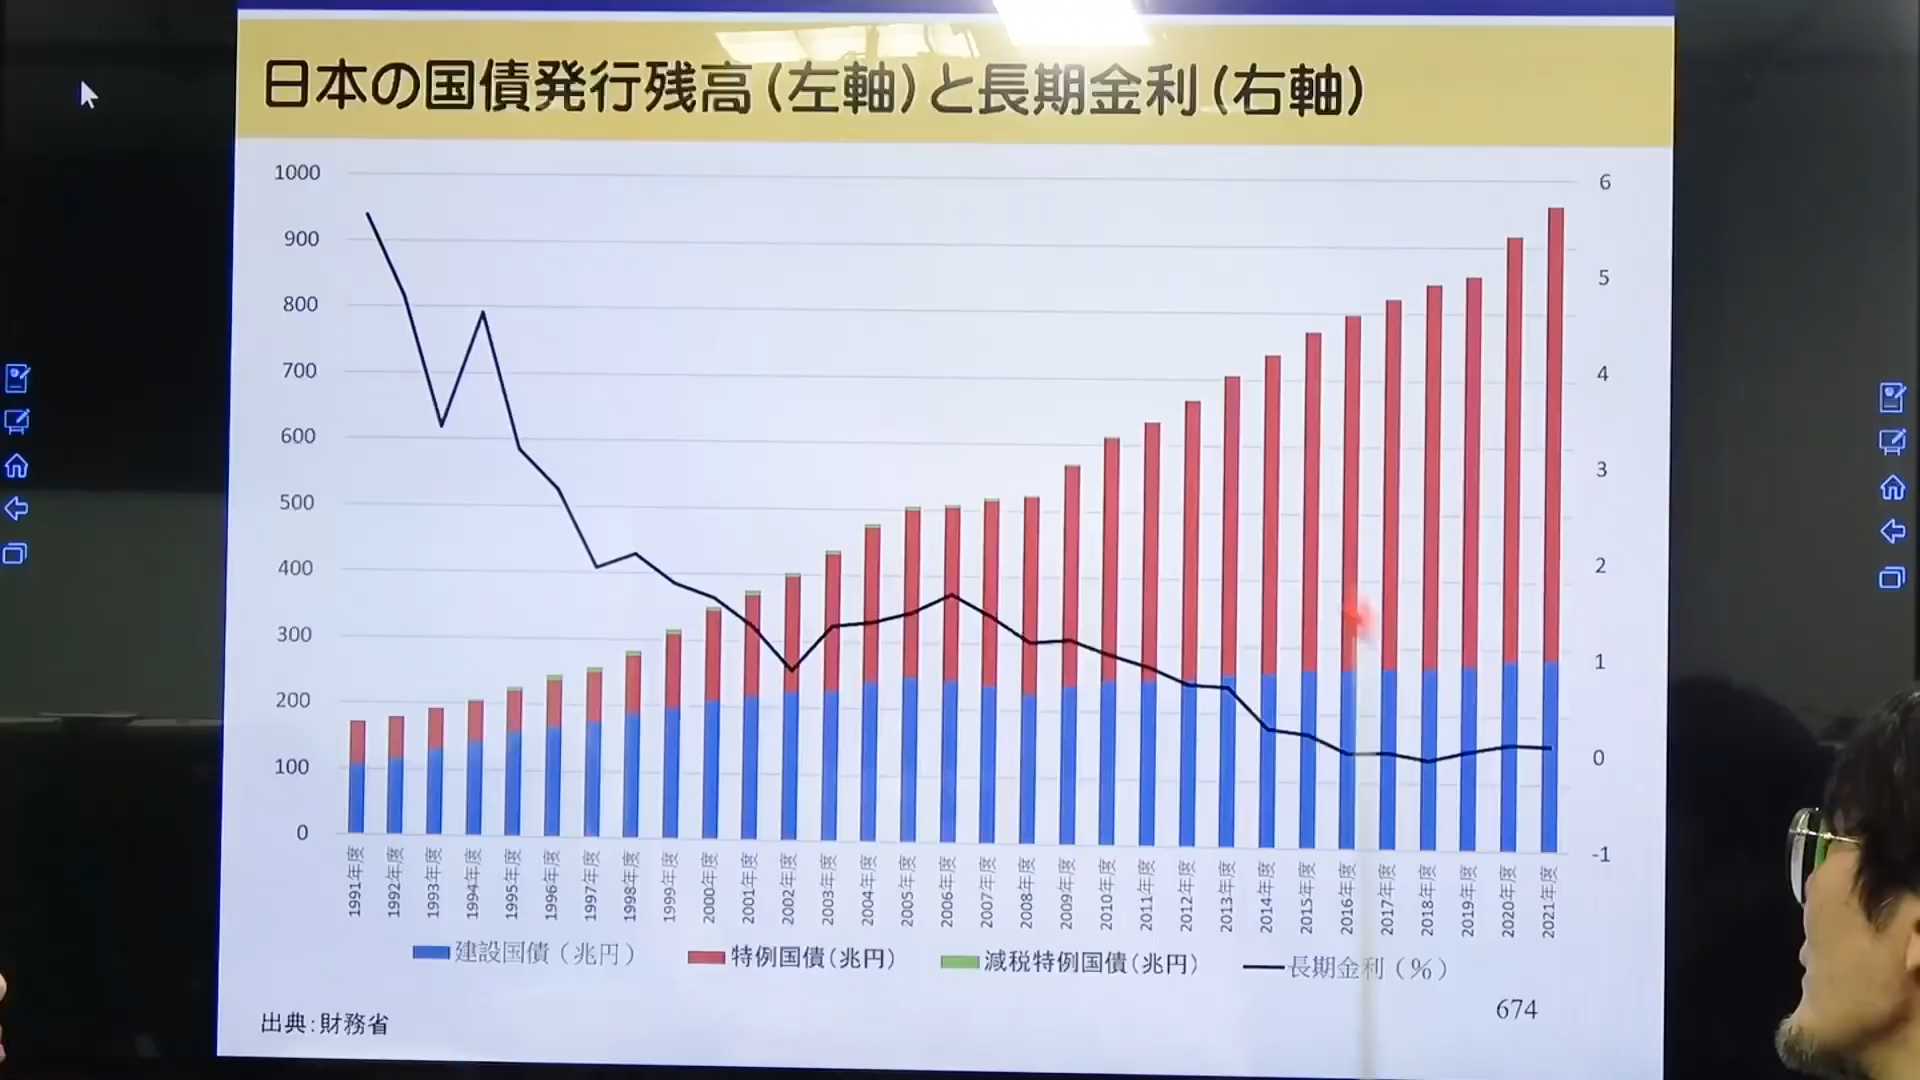 日本の国債発行残高(左軸)と長期金利(右軸)
1000
900
800
700
600
500
400
300
200
100
0
6
5
4
3
2
1
0
-1
1991年度
1992年度
1993年度
1994年度
1995年度
1996年度
1997年度
1998年度
1999年度
2000年度
2001年度
2002年度
2003年度
2004年度
2005年度
2006年度
2007年度
2008年度
2009年度
2010年度
2011年度
2012年度
2013年度
2014年度
2015年度
2016年度
2017年度
2018年度
2019年度
2020年度
2021年度
建設国債(兆円) 特例国債(兆円) 減税特例国債(兆円) 長期金利(%)
674
出典:財務省